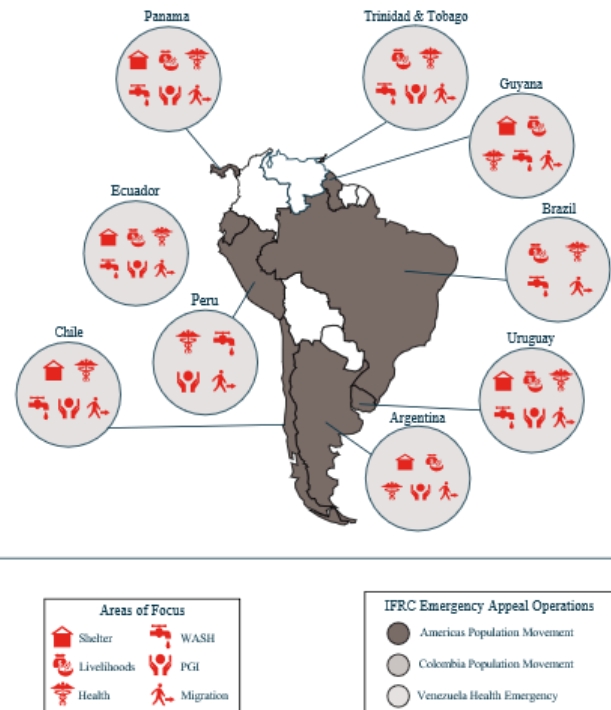 Panama
Trinidad & Tobago
Guyana
Ecuador
Brazil
Peru
Chile
Uruguay
Argentina
Areas of Focus
Shelter
WASH
Livelihoods
PGI
Health
Migration
IFRC Emergency Appeal Operations
Americas Population Movement
Colombia Population Movement
Venezuela Health Emergency